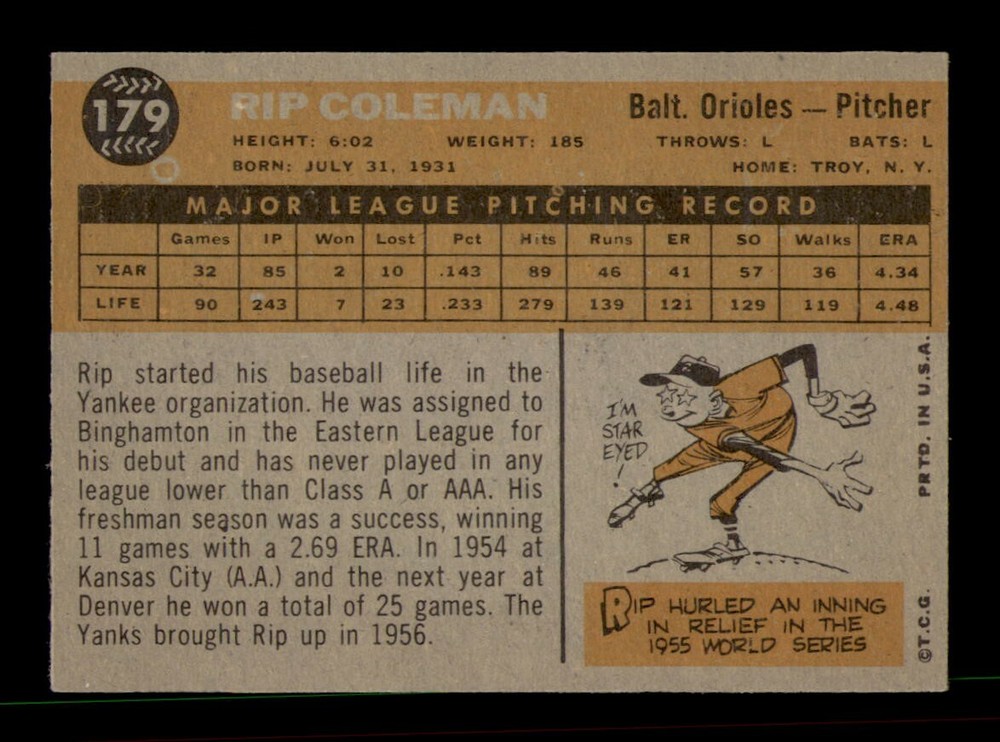 179
RIP COLEMAN
Balt. Orioles — Pitcher
HEIGHT: 6:02 WEIGHT: 185 THROWS: L BATS: L
BORN: JULY 31, 1931 HOME: TROY, N. Y.
MAJOR LEAGUE PITCHING RECORD
Games IP Won Lost Pct Hits Runs ER SO Walks ERA
YEAR 32 85 2 10 .143 89 46 41 57 36 4.34
LIFE 90 243 7 23 .233 279 139 121 129 119 4.48
Rip started his baseball life in the
Yankee organization. He was assigned to
Binghamton in the Eastern League for
his debut and has never played in any
league lower than Class A or AAA. His
freshman season was a success, winning
11 games with a 2.69 ERA. In 1954 at
Kansas City (A.A.) and the next year at
Denver he won a total of 25 games. The
Yanks brought Rip up in 1956.
I'M
STAR
EYED
!
RIP HURLED AN INNING
IN RELIEF IN THE
1955 WORLD SERIES
©T.C.G. PRTD. IN U.S.A.